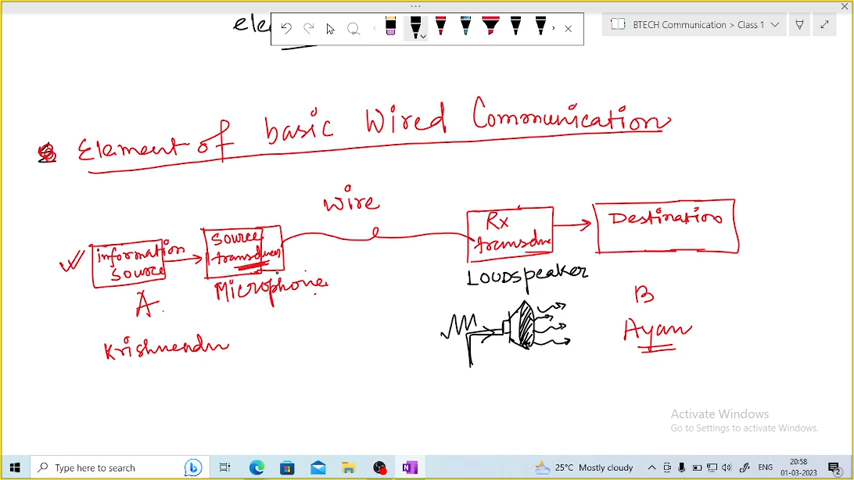 BTECH Communication > Class 1
Element of basic Wired Communication
wire
information source
Source transducer
Rx transducer
Destination
Microphone
Loudspeaker
A
B
Krishnendu
Ayan
Activate Windows
Go to Settings to activate Windows.
Type here to search
25°C Mostly cloudy
ENG
20:58
01-03-2023
2